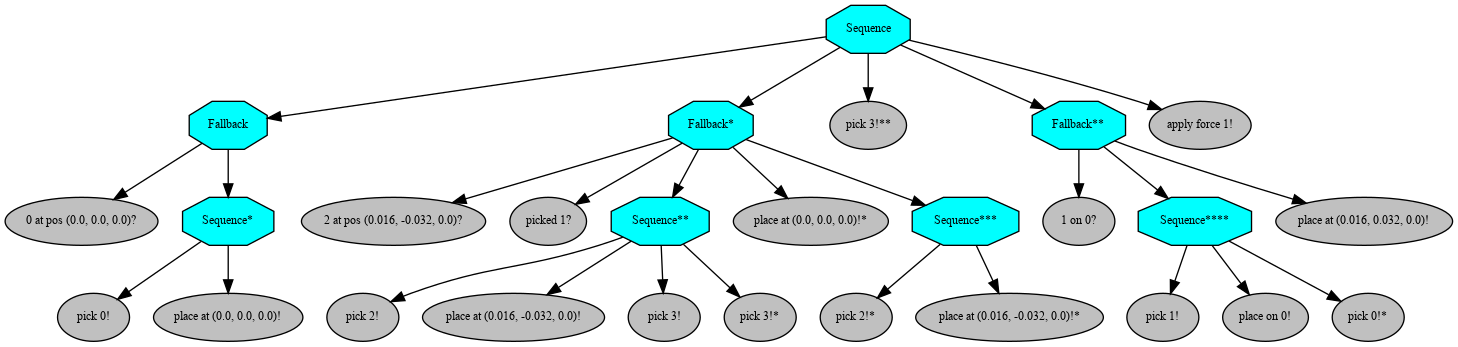 Sequence
Fallback
Fallback*
pick 3!**
Fallback**
apply force 1!
0 at pos (0.0, 0.0, 0.0)?
Sequence*
2 at pos (0.016, -0.032, 0.0)?
picked 1?
Sequence**
place at (0.0, 0.0, 0.0)!*
Sequence***
1 on 0?
Sequence****
place at (0.016, 0.032, 0.0)!
pick 0!
place at (0.0, 0.0, 0.0)!
pick 2!
place at (0.016, -0.032, 0.0)!
pick 3!
pick 3!*
pick 2!*
place at (0.016, -0.032, 0.0)!*
pick 1!
place on 0!
pick 0!*